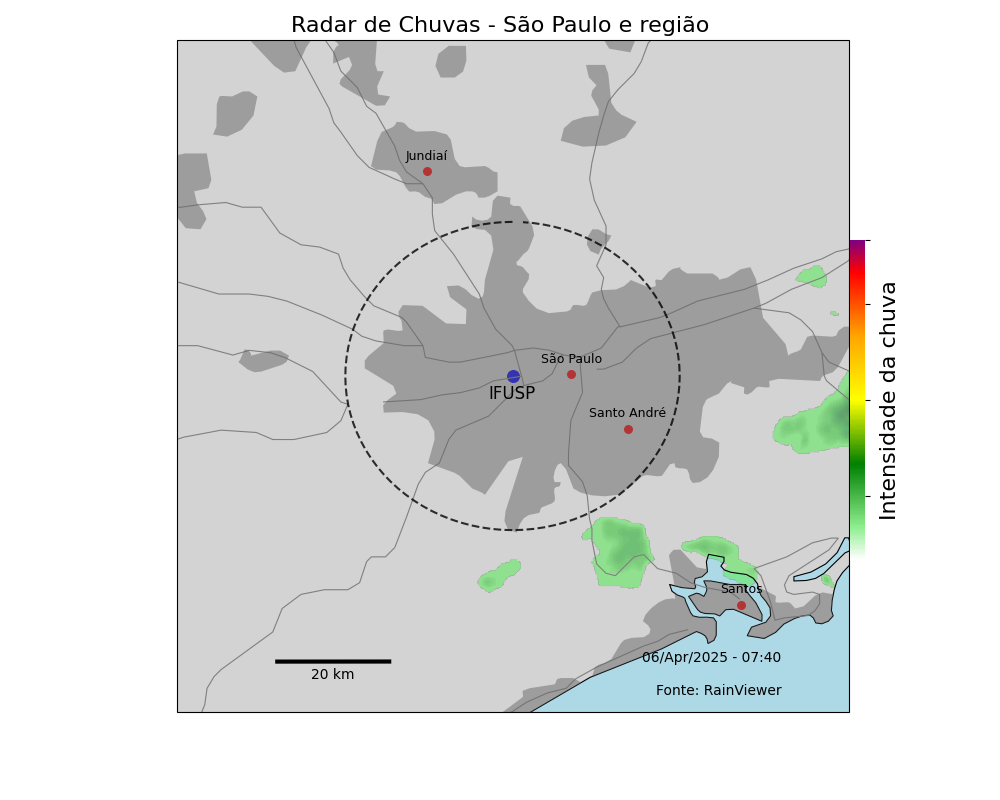 Radar de Chuvas - São Paulo e região
Jundiaí
São Paulo
IFUSP
Santo André
Intensidade da chuva
Santos
06/Apr/2025 - 07:40
20 km
Fonte: RainViewer